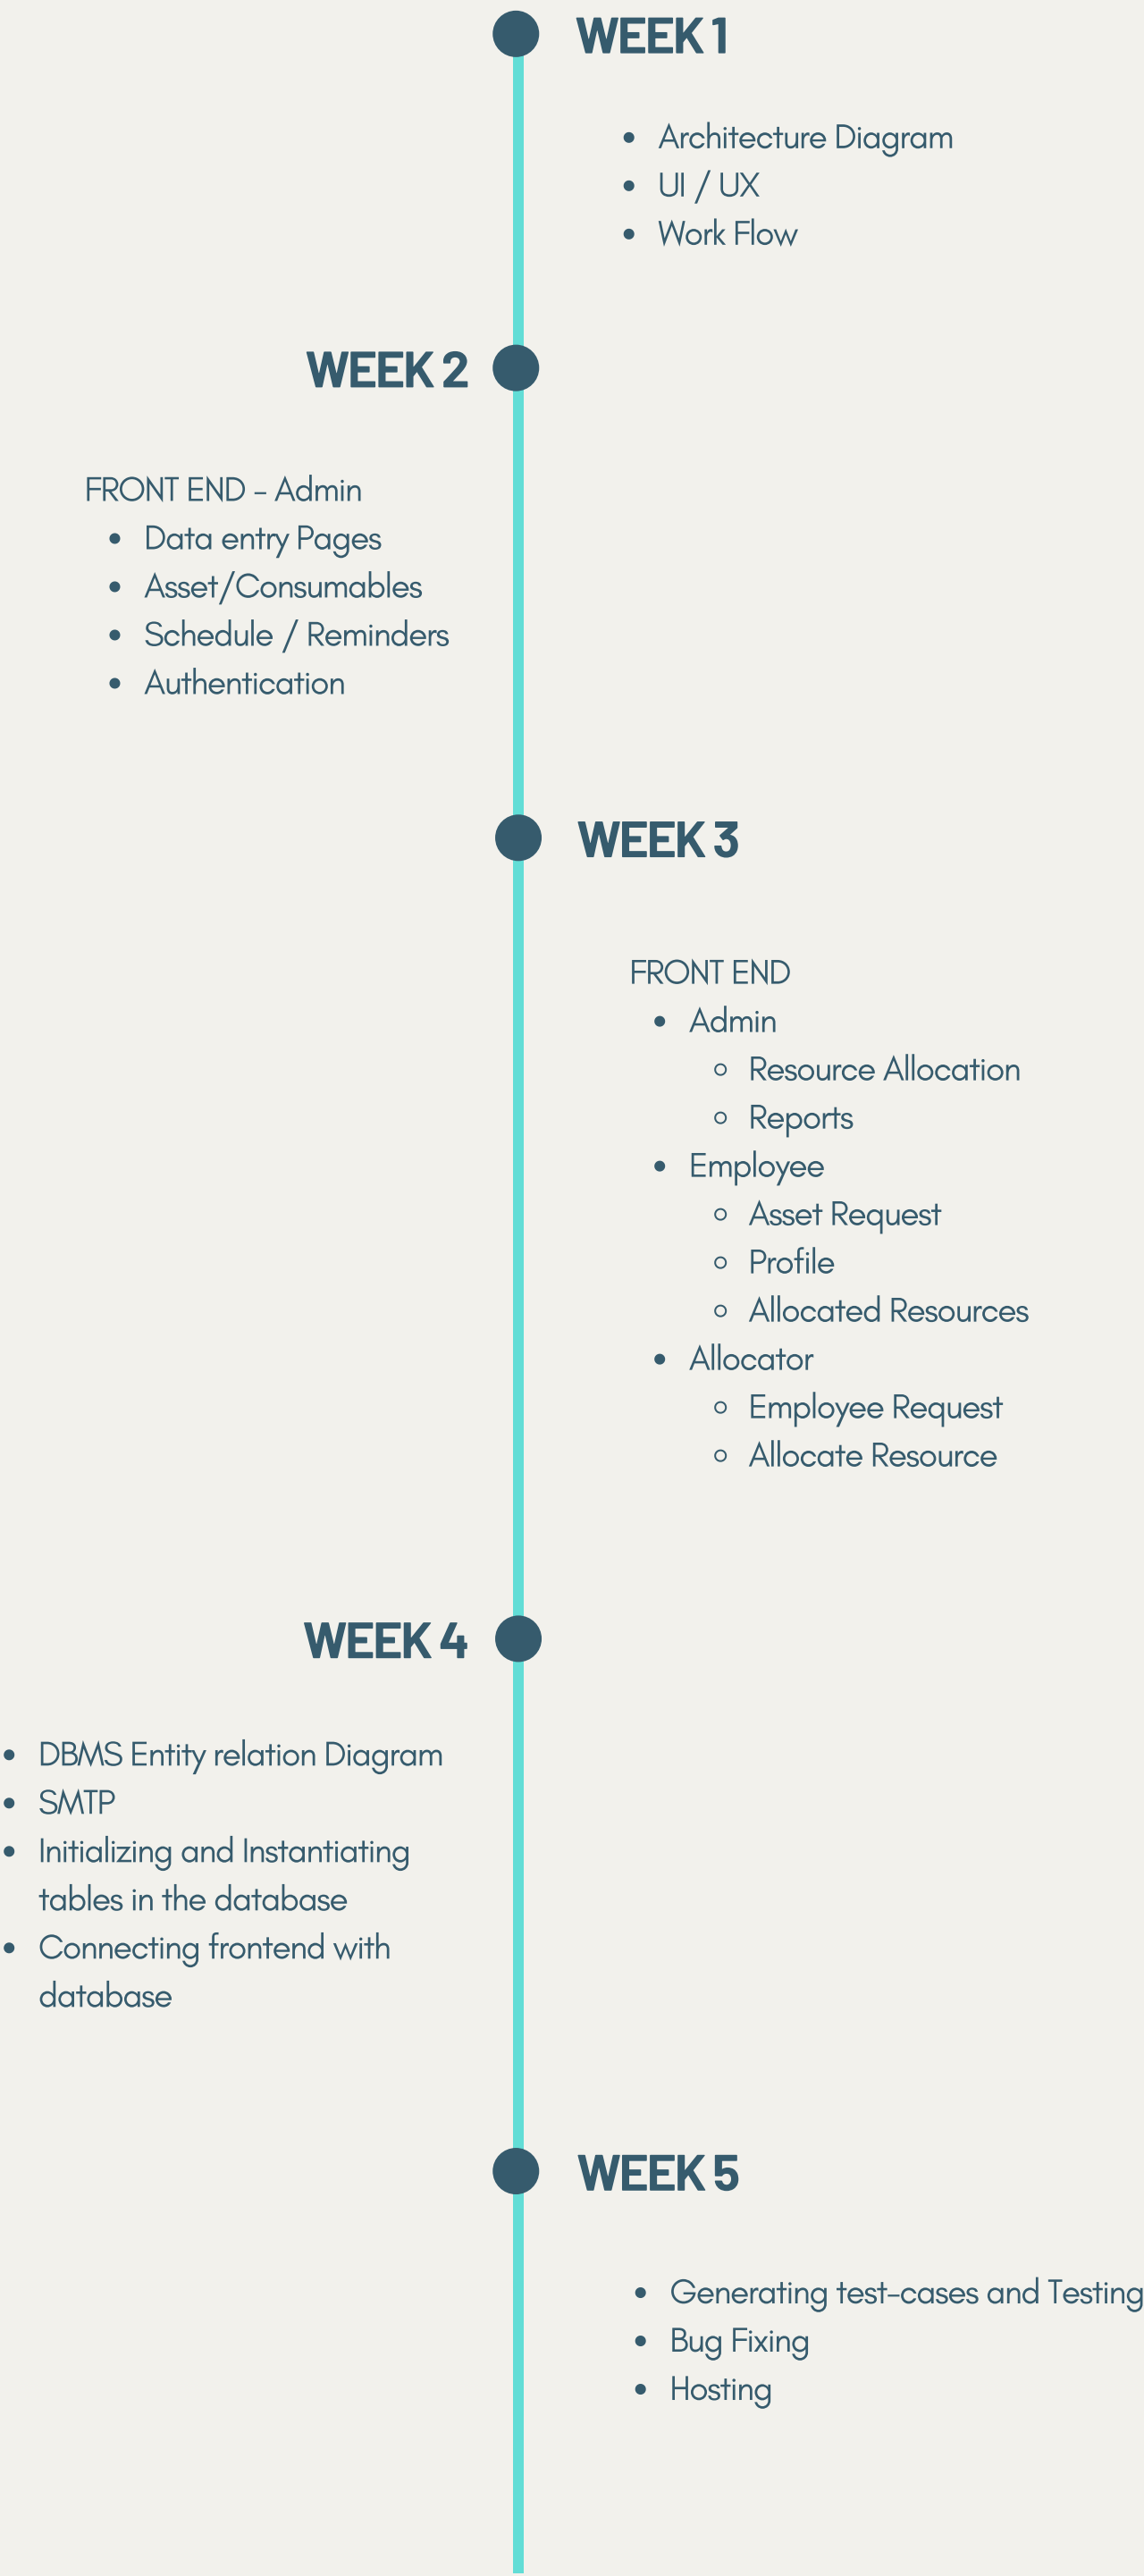 WEEK 1
Architecture Diagram
UI / UX
Work Flow
WEEK 2
FRONT END - Admin
Data entry Pages
Asset/Consumables
Schedule / Reminders
Authentication
WEEK 3
FRONT END
Admin
Resource Allocation
Reports
Employee
Asset Request
Profile
Allocated Resources
Allocator
Employee Request
Allocate Resource
WEEK 4
DBMS Entity relation Diagram
SMTP
Initializing and Instantiating
tables in the database
Connecting frontend with
database
WEEK 5
Generating test-cases and Testing
Bug Fixing
Hosting